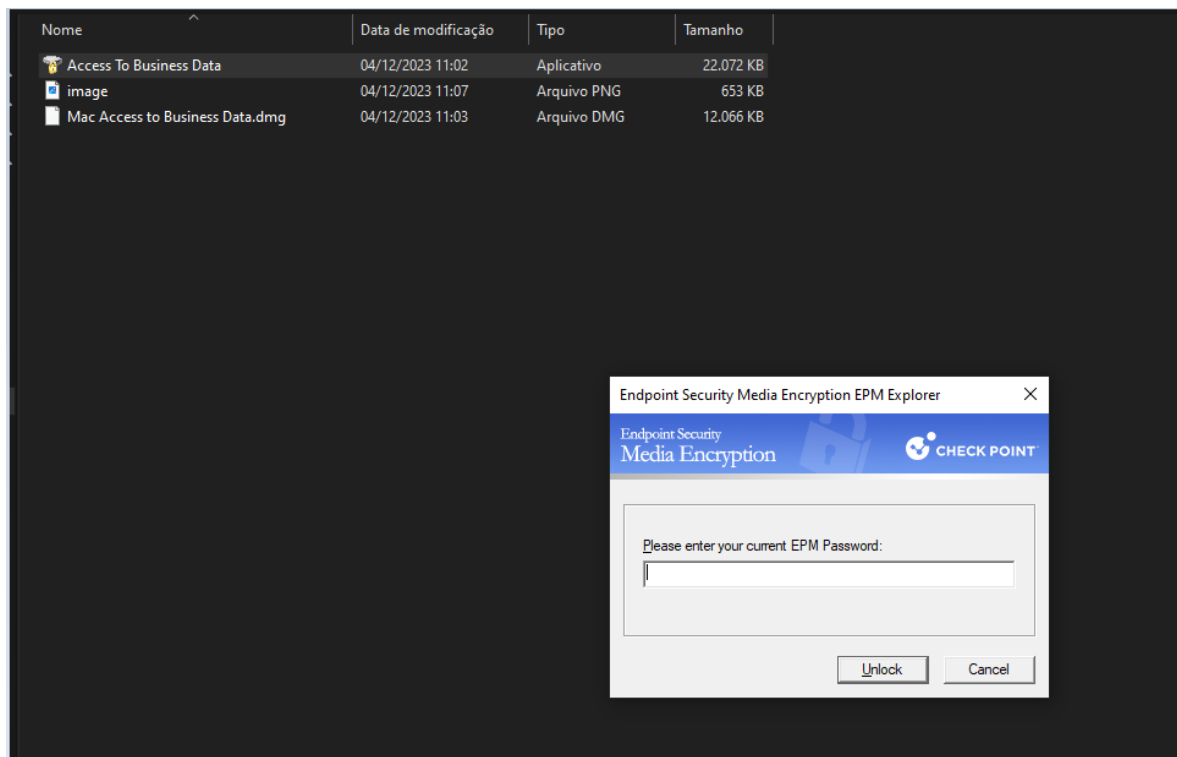 Nome Data de modificação Tipo Tamanho
Access To Business Data 04/12/2023 11:02 Aplicativo 22.072 KB
image 04/12/2023 11:07 Arquivo PNG 653 KB
Mac Access to Business Data.dmg 04/12/2023 11:03 Arquivo DMG 12.066 KB
Endpoint Security Media Encryption EPM Explorer
Endpoint Security
Media Encryption
CHECK POINT
Please enter your current EPM Password:
Unlock Cancel